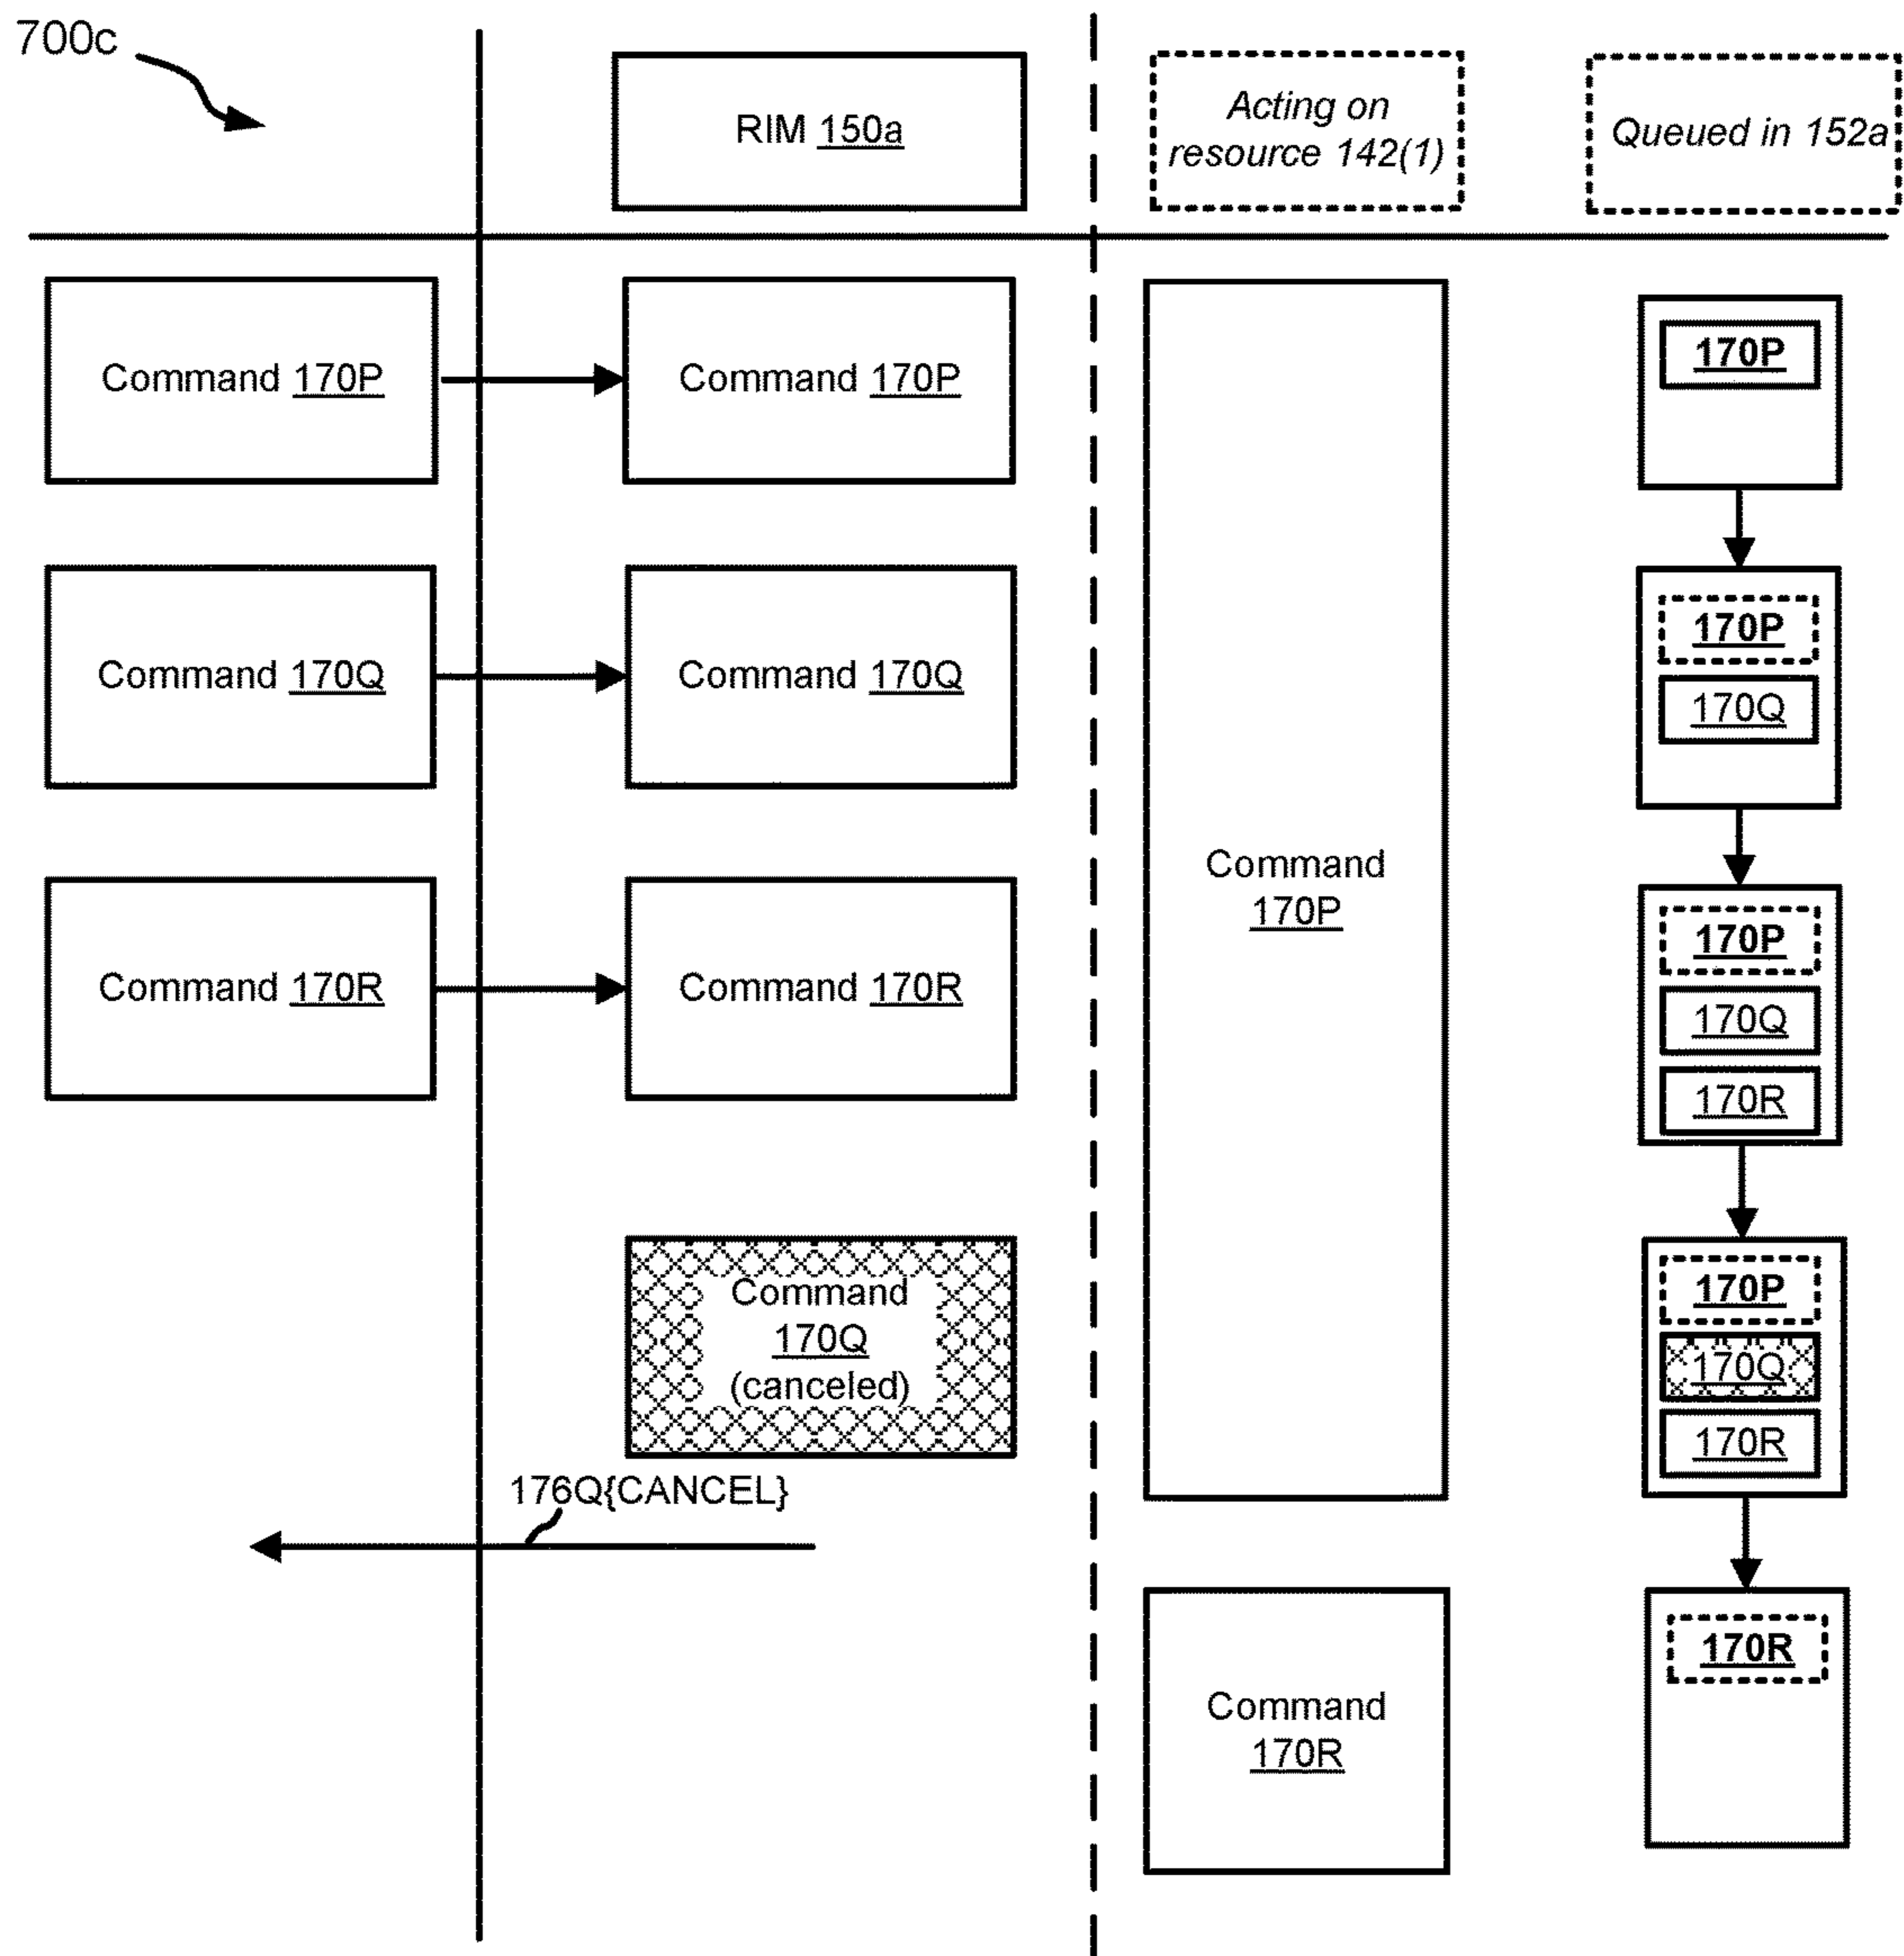 700c
RIM 150a
Acting on
resource 142(1)
Queued in 152a
Command 170P
Command 170P
170P
Command 170Q
Command 170Q
170P
170Q
Command
170P
Command 170R
Command 170R
170P
170Q
170R
Command
170Q
(canceled)
170P
170Q
170R
176Q{CANCEL}
Command
170R
170R